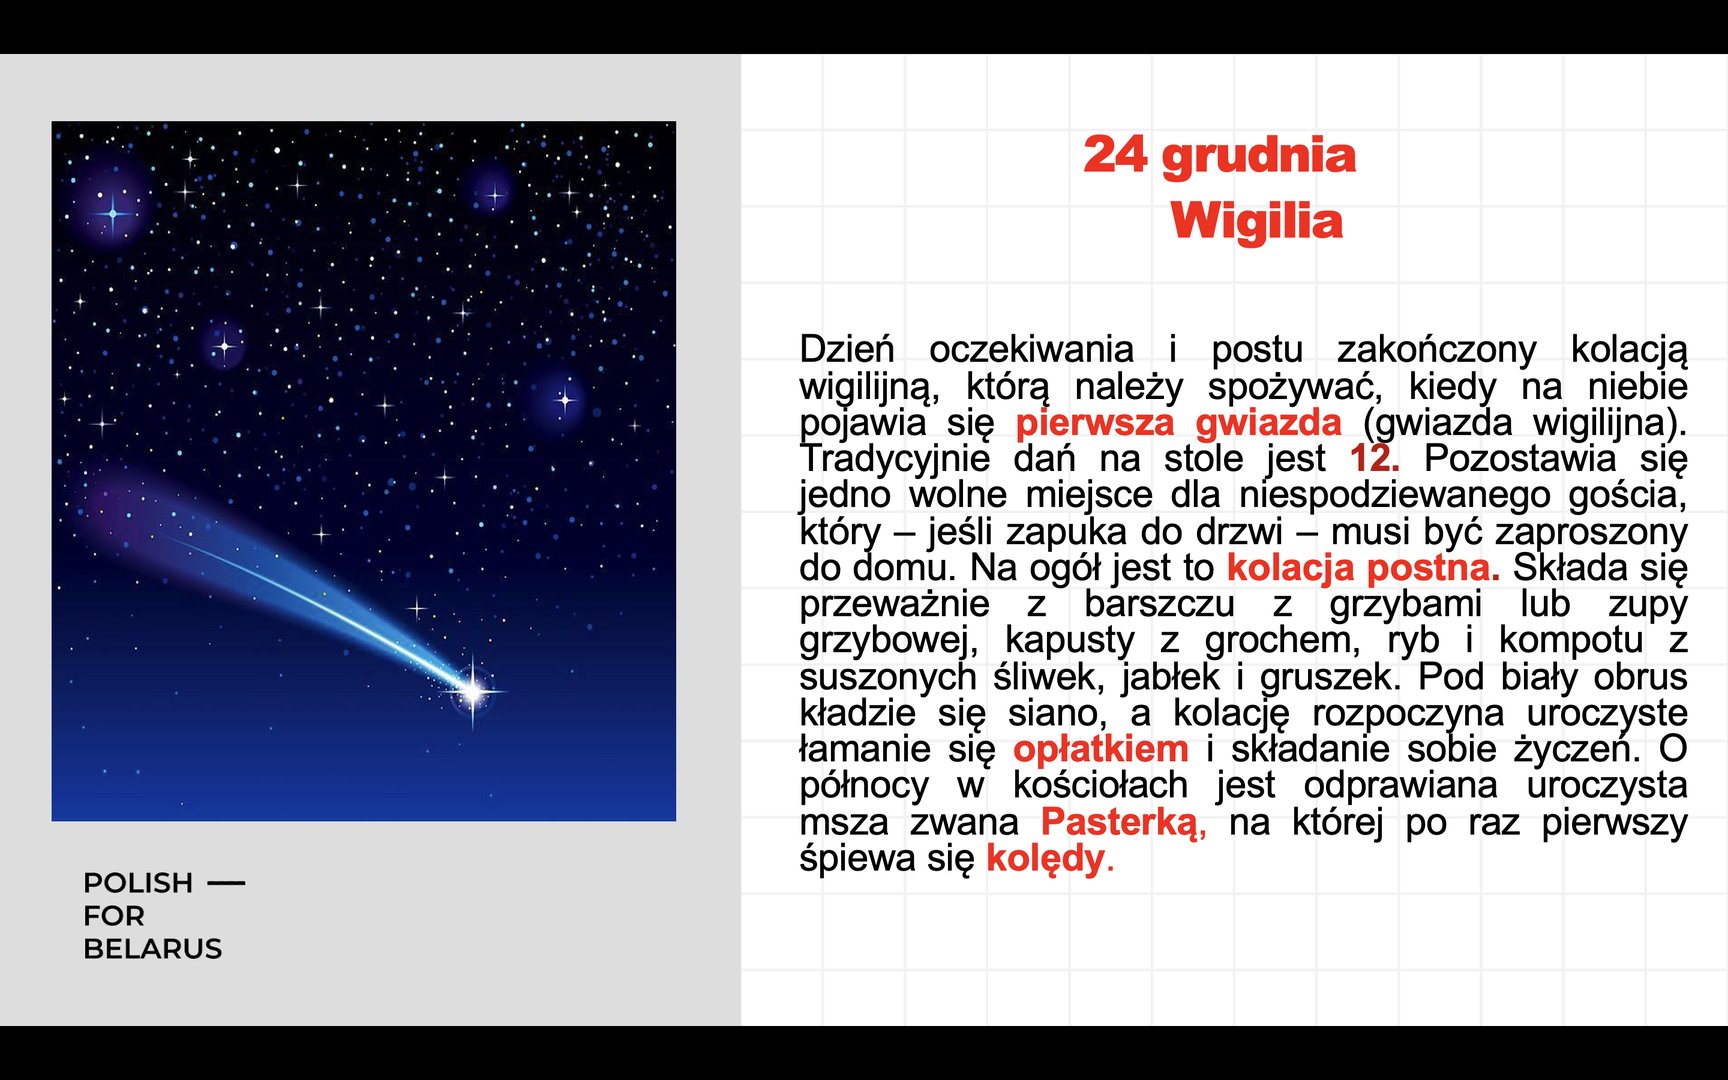 24 grudnia
Wigilia
Dzień oczekiwania i postu zakończony kolacją
wigilijną, którą należy spożywać, kiedy na niebie
pojawia się pierwsza gwiazda (gwiazda wigilijna).
Tradycyjnie dań na stole jest 12. Pozostawia się
jedno wolne miejsce dla niespodziewanego gościa,
który – jeśli zapuka do drzwi – musi być zaproszony
do domu. Na ogół jest to kolacja postna. Składa się
przeważnie z barszczu z grzybami lub zupy
grzybowej, kapusty z grochem, ryb i kompotu z
suszonych śliwek, jabłek i gruszek. Pod biały obrus
kładzie się siano, a kolację rozpoczyna uroczyste
łamanie się opłatkiem i składanie sobie życzeń. O
północy w kościołach jest odprawiana uroczysta
msza zwana Pasterką, na której po raz pierwszy
śpiewa się kolędy.
POLISH —
FOR
BELARUS